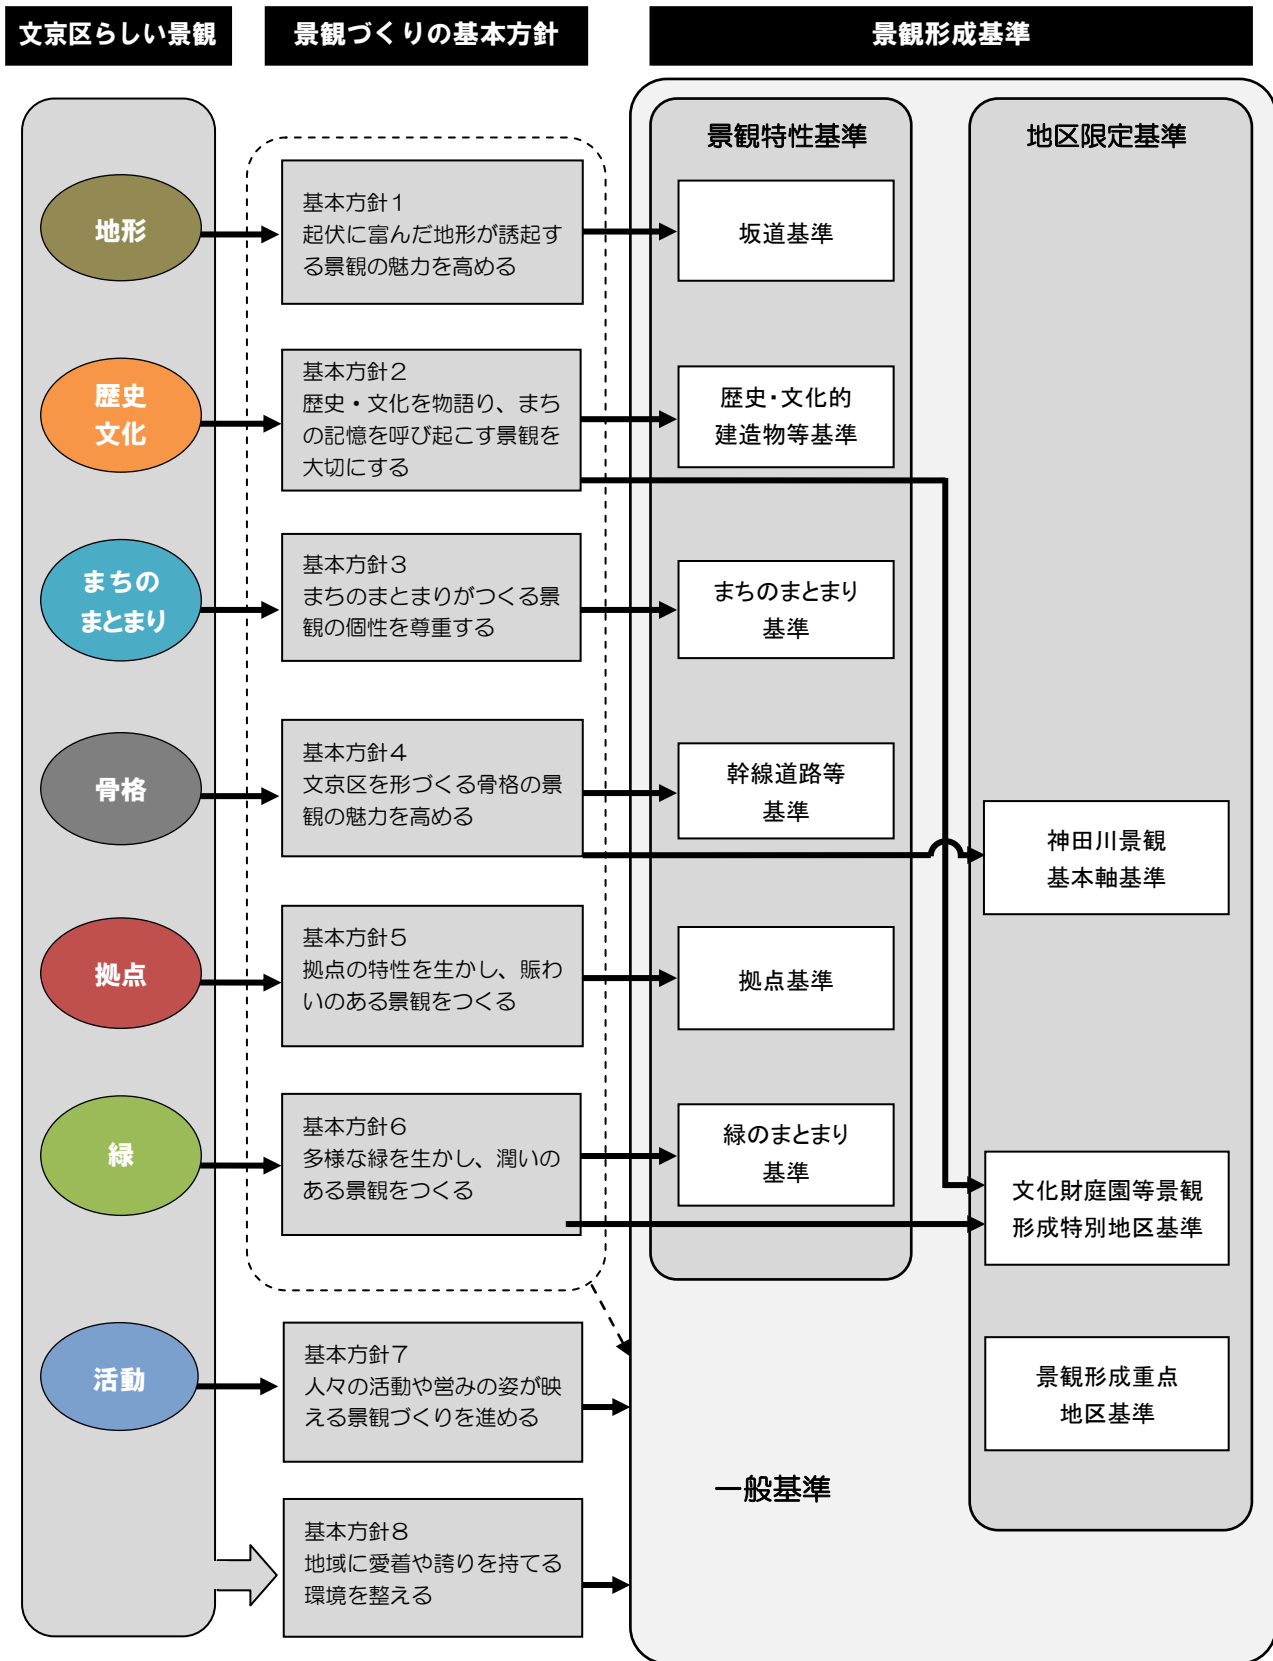 文京区らしい景観
景観づくりの基本方針
景観形成基準
景観特性基準
地区限定基準
地形
基本方針１
起伏に富んだ地形が誘起す
る景観の魅力を高める
坂道基準
歴史
文化
基本方針２
歴史・文化を物語り、まち
の記憶を呼び起こす景観を
大切にする
歴史・文化的
建造物等基準
まちの
まとまり
基本方針３
まちのまとまりがつくる景
観の個性を尊重する
まちのまとまり
基準
骨格
基本方針４
文京区を形づくる骨格の景
観の魅力を高める
幹線道路等
基準
神田川景観
基本軸基準
拠点
基本方針５
拠点の特性を生かし、賑わ
いのある景観をつくる
拠点基準
緑
基本方針６
多様な緑を生かし、潤いの
ある景観をつくる
緑のまとまり
基準
文化財庭園等景観
形成特別地区基準
活動
基本方針７
人々の活動や営みの姿が映
える景観づくりを進める
景観形成重点
地区基準
一般基準
基本方針８
地域に愛着や誇りを持てる
環境を整える